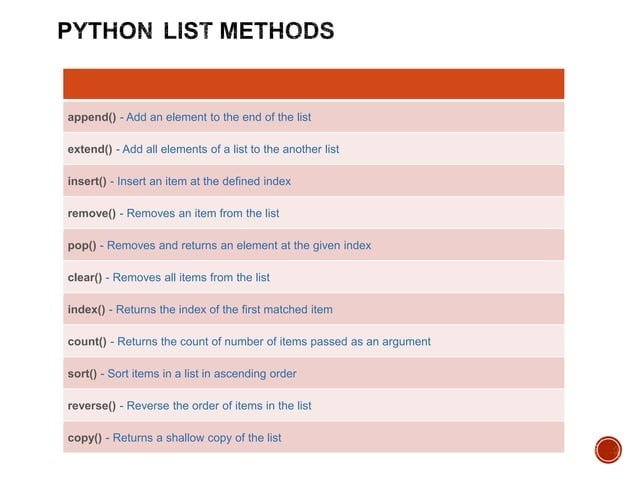 PYTHON LIST METHODS
append() - Add an element to the end of the list
extend() - Add all elements of a list to the another list
insert() - Insert an item at the defined index
remove() - Removes an item from the list
pop() - Removes and returns an element at the given index
clear() - Removes all items from the list
index() - Returns the index of the first matched item
count() - Returns the count of number of items passed as an argument
sort() - Sort items in a list in ascending order
reverse() - Reverse the order of items in the list
copy() - Returns a shallow copy of the list